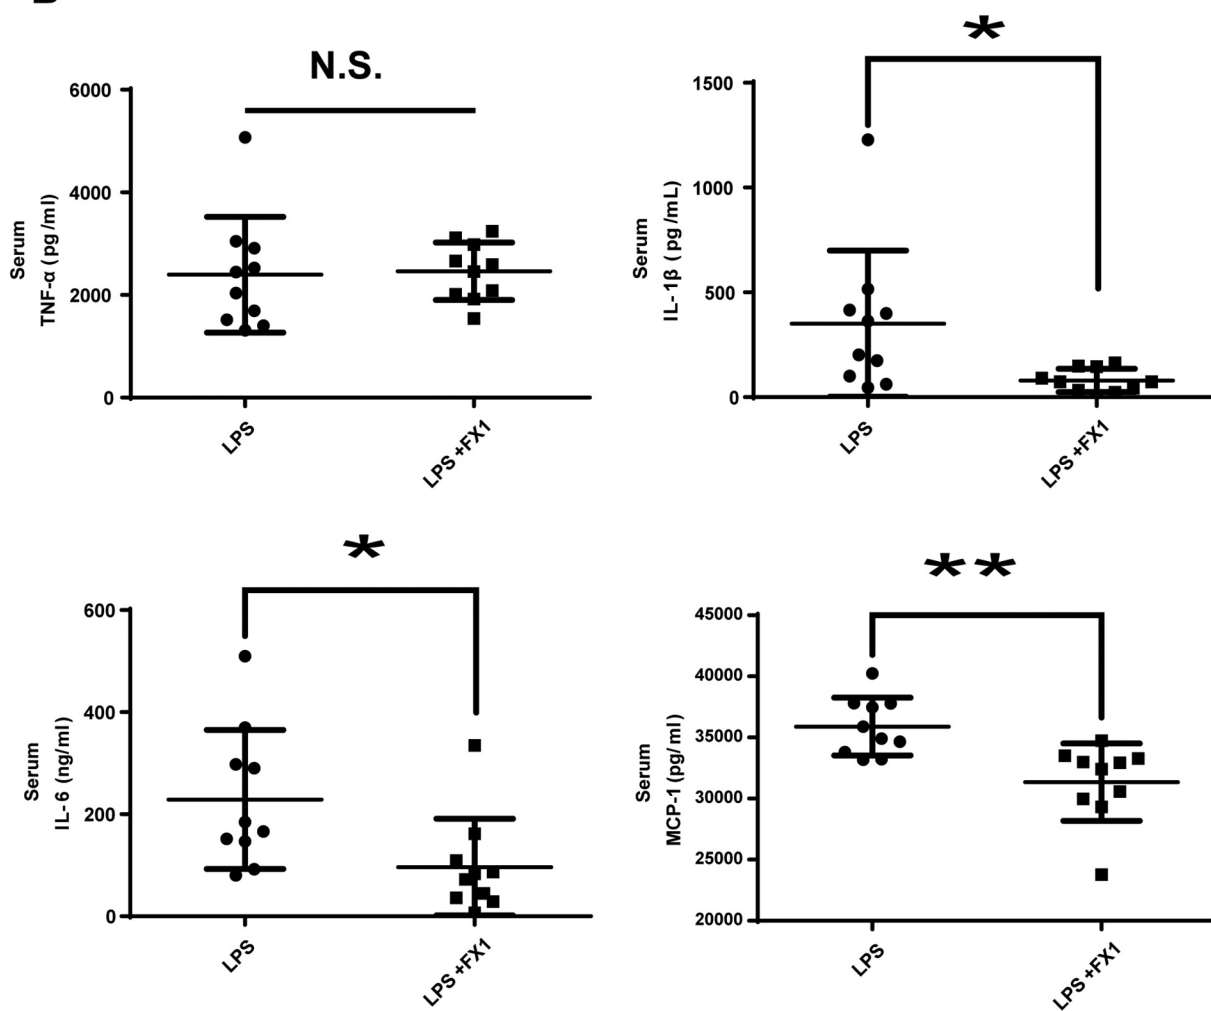 N.S.
6000
4000
2000
0
Serum
TNF-α (pg/ml)
LPS
LPS +FX1
*
1500
1000
500
0
Serum
IL-1β (pg/mL)
LPS
LPS +FX1
*
600
400
200
0
Serum
IL-6 (ng/ml)
LPS
LPS +FX1
**
45000
40000
35000
30000
25000
20000
Serum
MCP-1 (pg/ml)
LPS
LPS +FX1